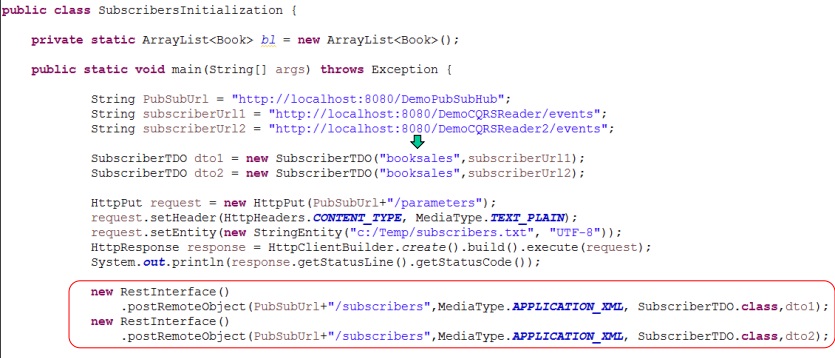 public class SubscribersInitialization {
private static ArrayList<Book> bl = new ArrayList<Book>();
public static void main(String[] args) throws Exception {
String PubSubUrl = "http://localhost:8080/DemoPubSubHub";
String subscriberUrl1 = "http://localhost:8080/DemoCQRSReader/events";
String subscriberUrl2 = "http://localhost:8080/DemoCQRSReader2/events";
SubscriberTDO dto1 = new SubscriberTDO("booksales",subscriberUrl1);
SubscriberTDO dto2 = new SubscriberTDO("booksales",subscriberUrl2);
HttpPut request = new HttpPut(PubSubUrl+"/parameters");
request.setHeader(HttpHeaders.CONTENT_TYPE, MediaType.TEXT_PLAIN);
request.setEntity(new StringEntity("c:/Temp/subscribers.txt", "UTF-8"));
HttpResponse response = HttpClientBuilder.create().build().execute(request);
System.out.println(response.getStatusLine().getStatusCode());
new RestInterface()
.postRemoteObject(PubSubUrl+"/subscribers",MediaType.APPLICATION_XML, SubscriberTDO.class,dto1);
new RestInterface()
.postRemoteObject(PubSubUrl+"/subscribers",MediaType.APPLICATION_XML, SubscriberTDO.class,dto2);